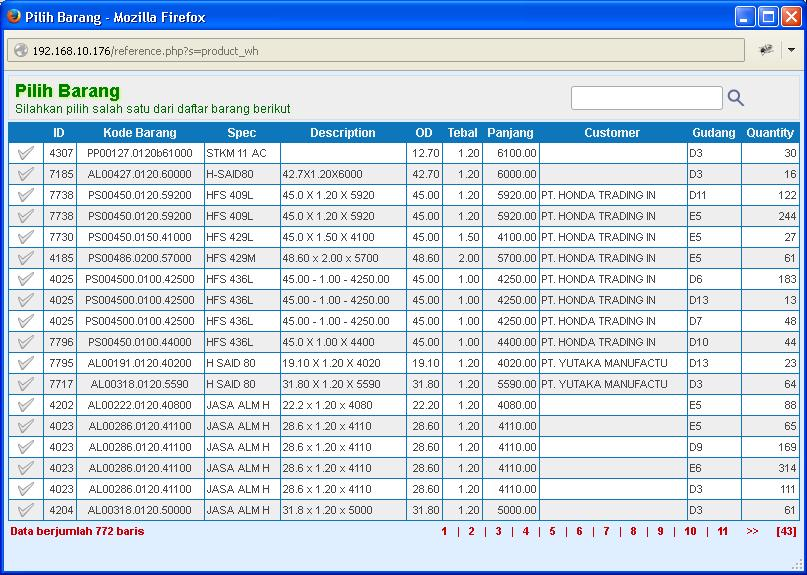 Pilih Barang - Mozilla Firefox
192.168.10.176/reference.php?s=product_wh
Pilih Barang
Silahkan pilih salah satu dari daftar barang berikut
ID Kode Barang Spec Description OD Tebal Panjang Customer Gudang Quantity
4307 PP00127.0120b61000 STKM 11 AC 12.70 1.20 6100.00 D3 30
7185 AL00427.0120.60000 H-SAID80 42.7X1.20X6000 42.70 1.20 6000.00 D3 16
7738 PS00450.0120.59200 HFS 409L 45.0 X 1.20 X 5920 45.00 1.20 5920.00 PT. HONDA TRADING IN D11 122
7738 PS00450.0120.59200 HFS 409L 45.0 X 1.20 X 5920 45.00 1.20 5920.00 PT. HONDA TRADING IN E5 244
7730 PS00450.0150.41000 HFS 429L 45.0 X 1.50 X 4100 45.00 1.50 4100.00 PT. HONDA TRADING IN E5 27
4185 PS00486.0200.57000 HFS 429M 48.60 x 2.00 x 5700 48.60 2.00 5700.00 PT. HONDA TRADING IN E5 61
4025 PS004500.0100.42500 HFS 436L 45.00 - 1.00 - 4250.00 45.00 1.00 4250.00 PT. HONDA TRADING IN D6 183
4025 PS004500.0100.42500 HFS 436L 45.00 - 1.00 - 4250.00 45.00 1.00 4250.00 PT. HONDA TRADING IN D13 13
4025 PS004500.0100.42500 HFS 436L 45.00 - 1.00 - 4250.00 45.00 1.00 4250.00 PT. HONDA TRADING IN D7 48
7796 PS00450.0100.44000 HFS 436L 45.0 X 1.00 X 4400 45.00 1.00 4400.00 PT. HONDA TRADING IN D10 44
7795 AL00191.0120.40200 H SAID 80 19.10 X 1.20 X 4020 19.10 1.20 4020.00 PT. YUTAKA MANUFACTU D13 23
7717 AL00318.0120.5590 H SAID 80 31.80 X 1.20 X 5590 31.80 1.20 5590.00 PT. YUTAKA MANUFACTU D3 64
4202 AL00222.0120.40800 JASA ALM H 22.2 x 1.20 x 4080 22.20 1.20 4080.00 E5 88
4023 AL00286.0120.41100 JASA ALM H 28.6 x 1.20 x 4110 28.60 1.20 4110.00 E5 65
4023 AL00286.0120.41100 JASA ALM H 28.6 x 1.20 x 4110 28.60 1.20 4110.00 D9 169
4023 AL00286.0120.41100 JASA ALM H 28.6 x 1.20 x 4110 28.60 1.20 4110.00 E6 314
4023 AL00286.0120.41100 JASA ALM H 28.6 x 1.20 x 4110 28.60 1.20 4110.00 D3 111
4204 AL00318.0120.50000 JASA ALM H 31.8 x 1.20 x 5000 31.80 1.20 5000.00 D3 61
Data berjumlah 772 baris 1 | 2 | 3 | 4 | 5 | 6 | 7 | 8 | 9 | 10 | 11 >> [43]